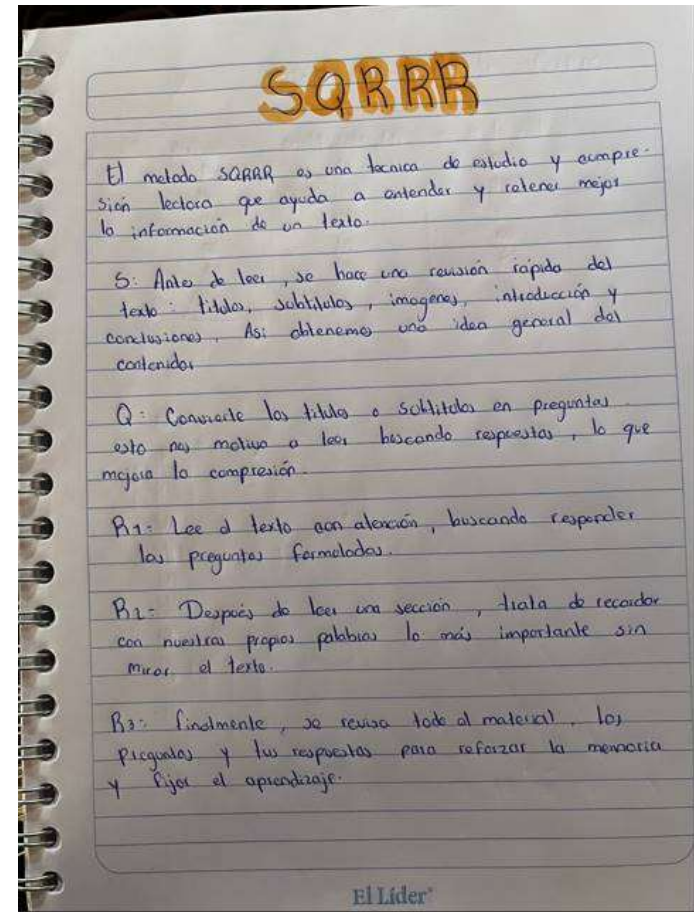 SQRRR
El metodo SQRRR es una tecnica de estudio y compre-
sión lectora que ayuda a entender y retener mejor
la información de un texto.
S: Antes de leer, se hace una revisión rápida del
texto: titulos, subtitulos, imagenes, introducción y
conclusiones. Asi obtenemos una idea general del
contenido.
Q: Convierte los titulos o subtitulos en preguntas.
esto nos motiva a leer buscando respuestas, lo que
mejora la compresión.
R1: Lee el texto con atención, buscando responder
las preguntas formuladas.
R2: Después de leer una sección, trata de recordar
con nuestras propias palabras lo más importante sin
mirar el texto.
R3: finalmente, se revisa todo el material, las
preguntas y tus respuestas para reforzar la memoria
y fijar el aprendizaje.
El Líder